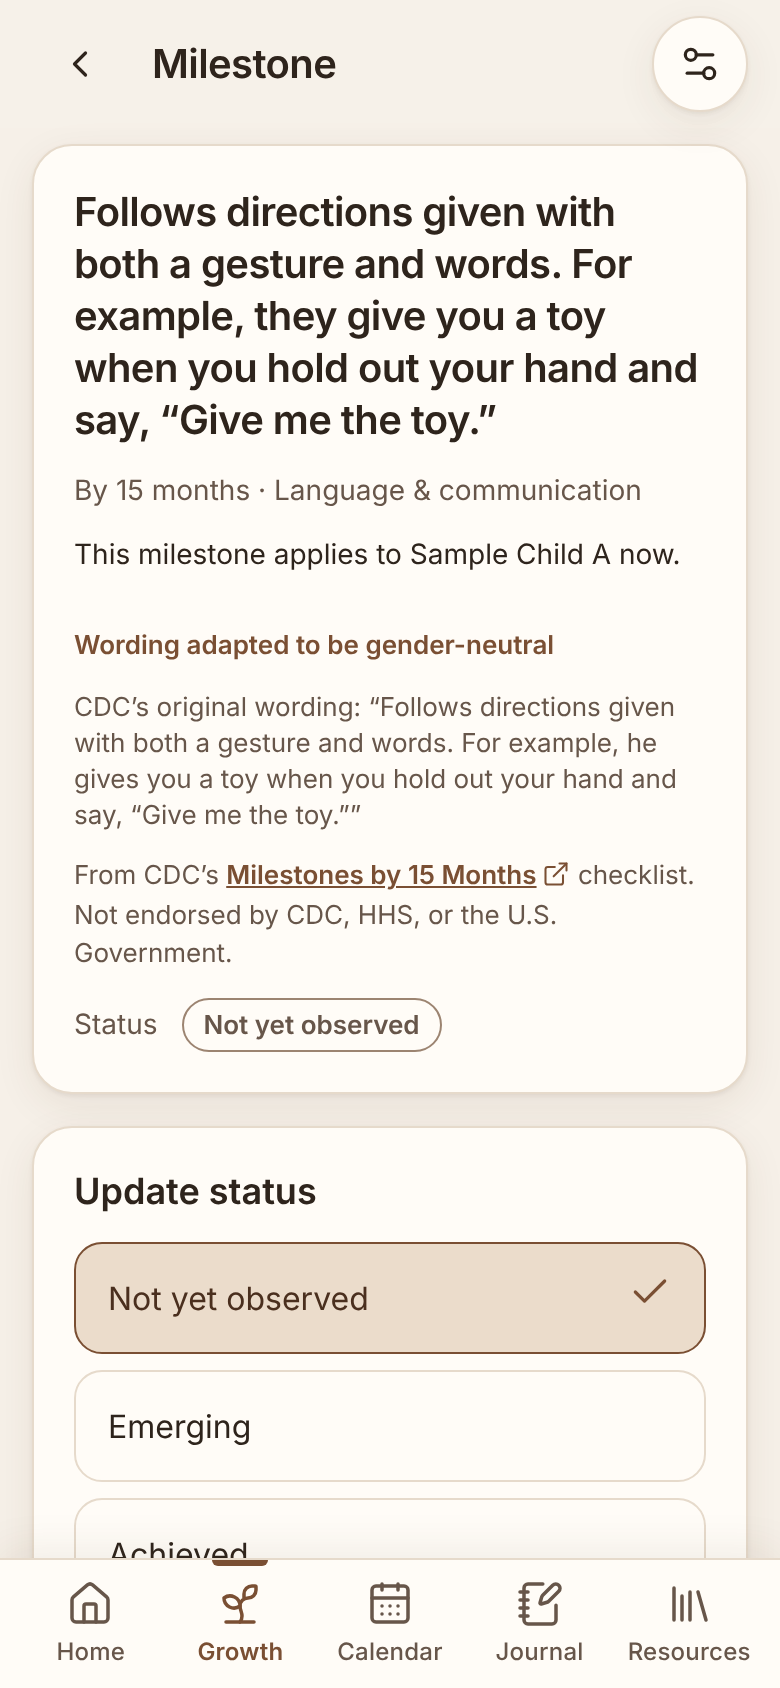 Milestone
Follows directions given with
both a gesture and words. For
example, they give you a toy
when you hold out your hand and
say, “Give me the toy.”
By 15 months · Language & communication
This milestone applies to Sample Child A now.
Wording adapted to be gender-neutral
CDC’s original wording: “Follows directions given
with both a gesture and words. For example, he
gives you a toy when you hold out your hand and
say, “Give me the toy.””
From CDC’s Milestones by 15 Months checklist.
Not endorsed by CDC, HHS, or the U.S.
Government.
Status Not yet observed
Update status
Not yet observed
Emerging
Achieved
Home Growth Calendar Journal Resources